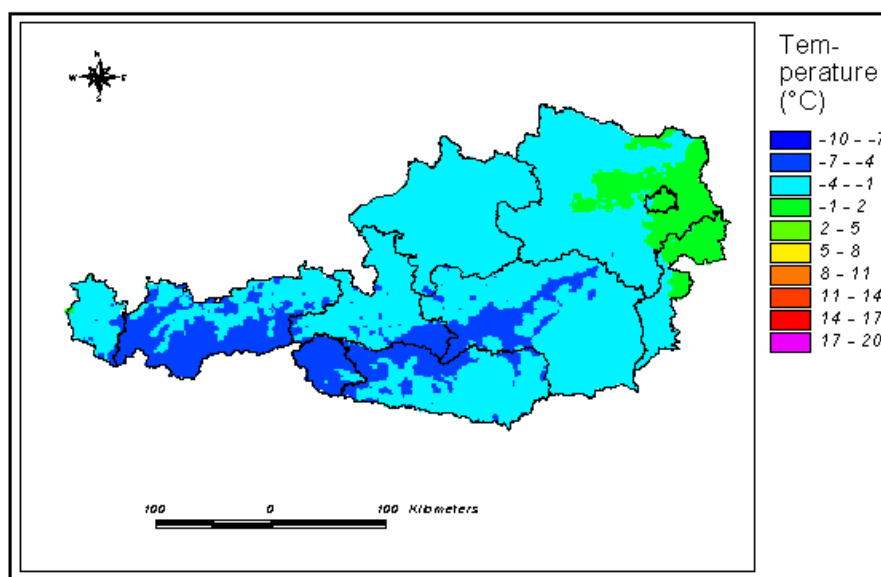 N
W E
S
Tem-
perature
(°C)
-10 - -7
-7 - -4
-4 - -1
-1 - 2
2 - 5
5 - 8
8 - 11
11 - 14
14 - 17
17 - 20
100 0 100 Kilometers